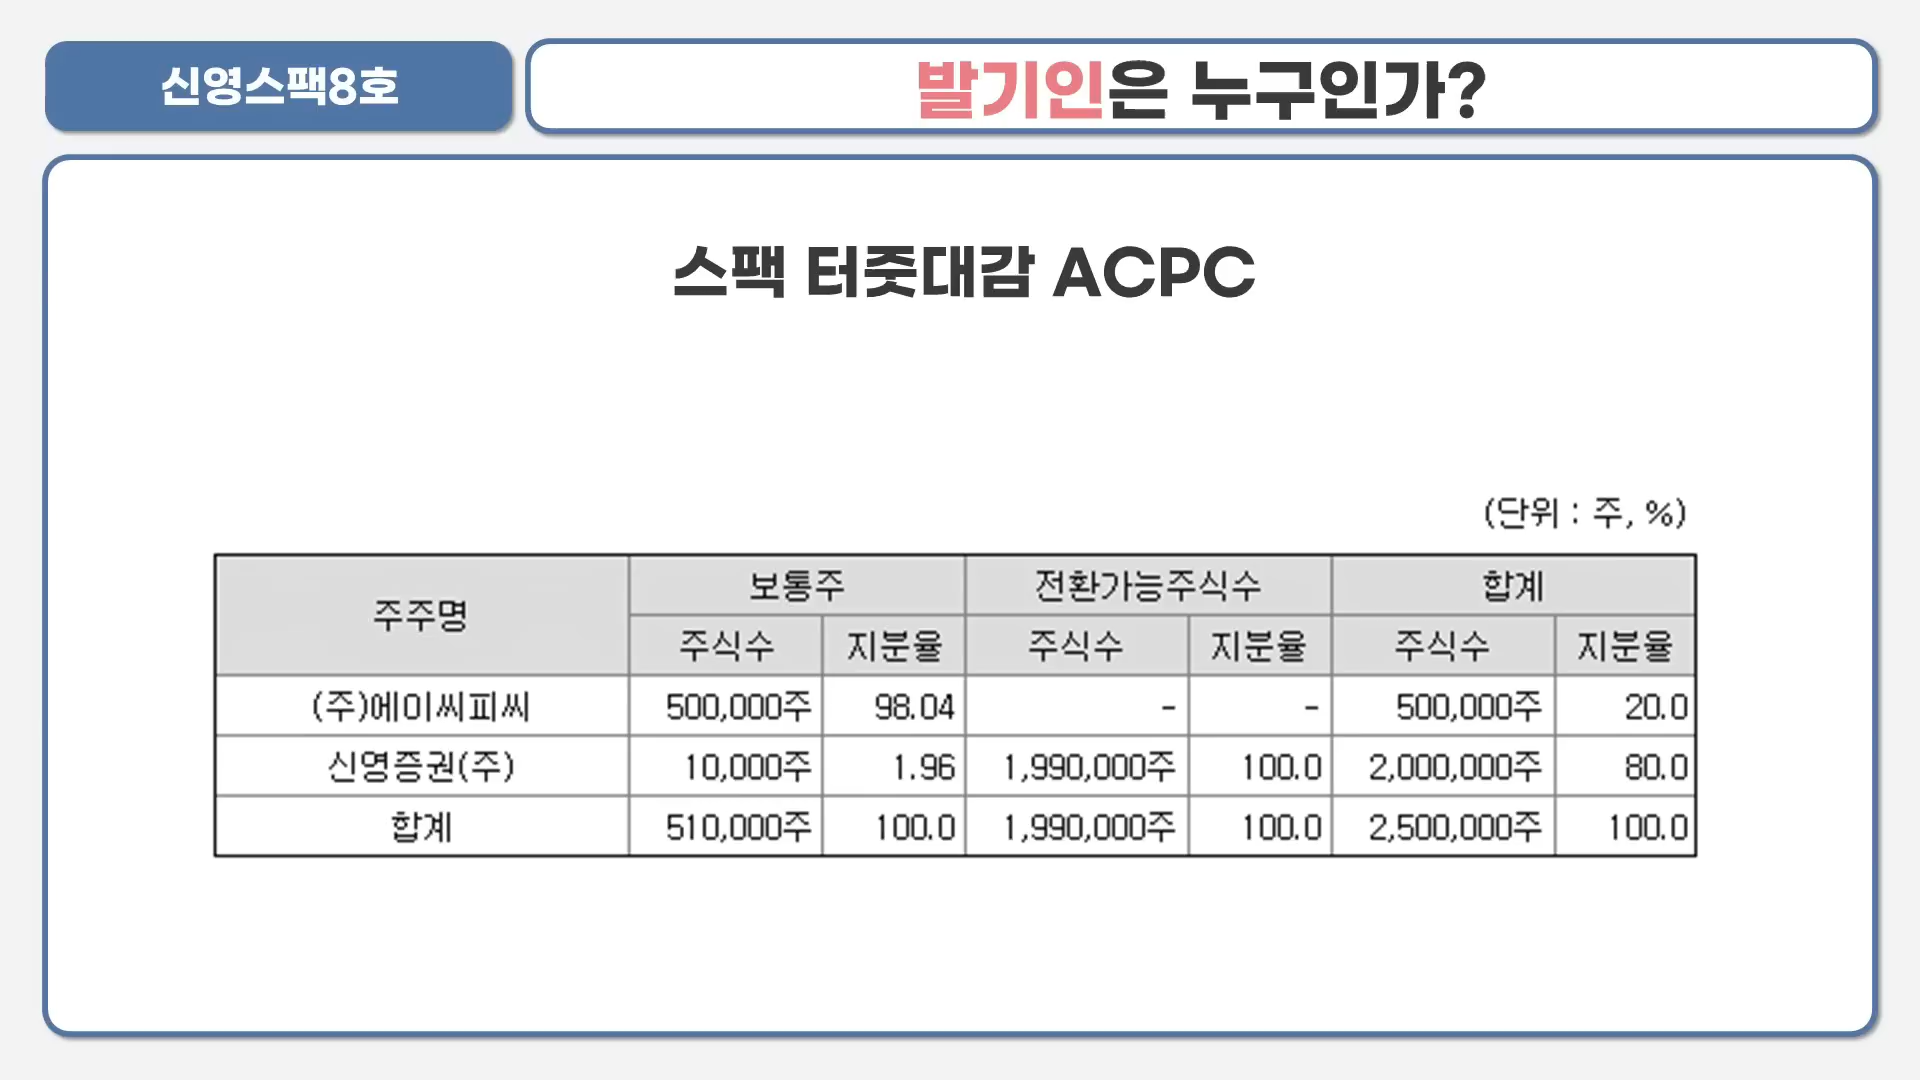 신영스팩8호
발기인은 누구인가?
스팩 터줏대감 ACPC
(단위 : 주, %)
주주명 보통주 전환가능주식수 합계
주식수 지분율 주식수 지분율 주식수 지분율
(주)에이씨피씨 500,000주 98.04 - - 500,000주 20.0
신영증권(주) 10,000주 1.96 1,990,000주 100.0 2,000,000주 80.0
합계 510,000주 100.0 1,990,000주 100.0 2,500,000주 100.0